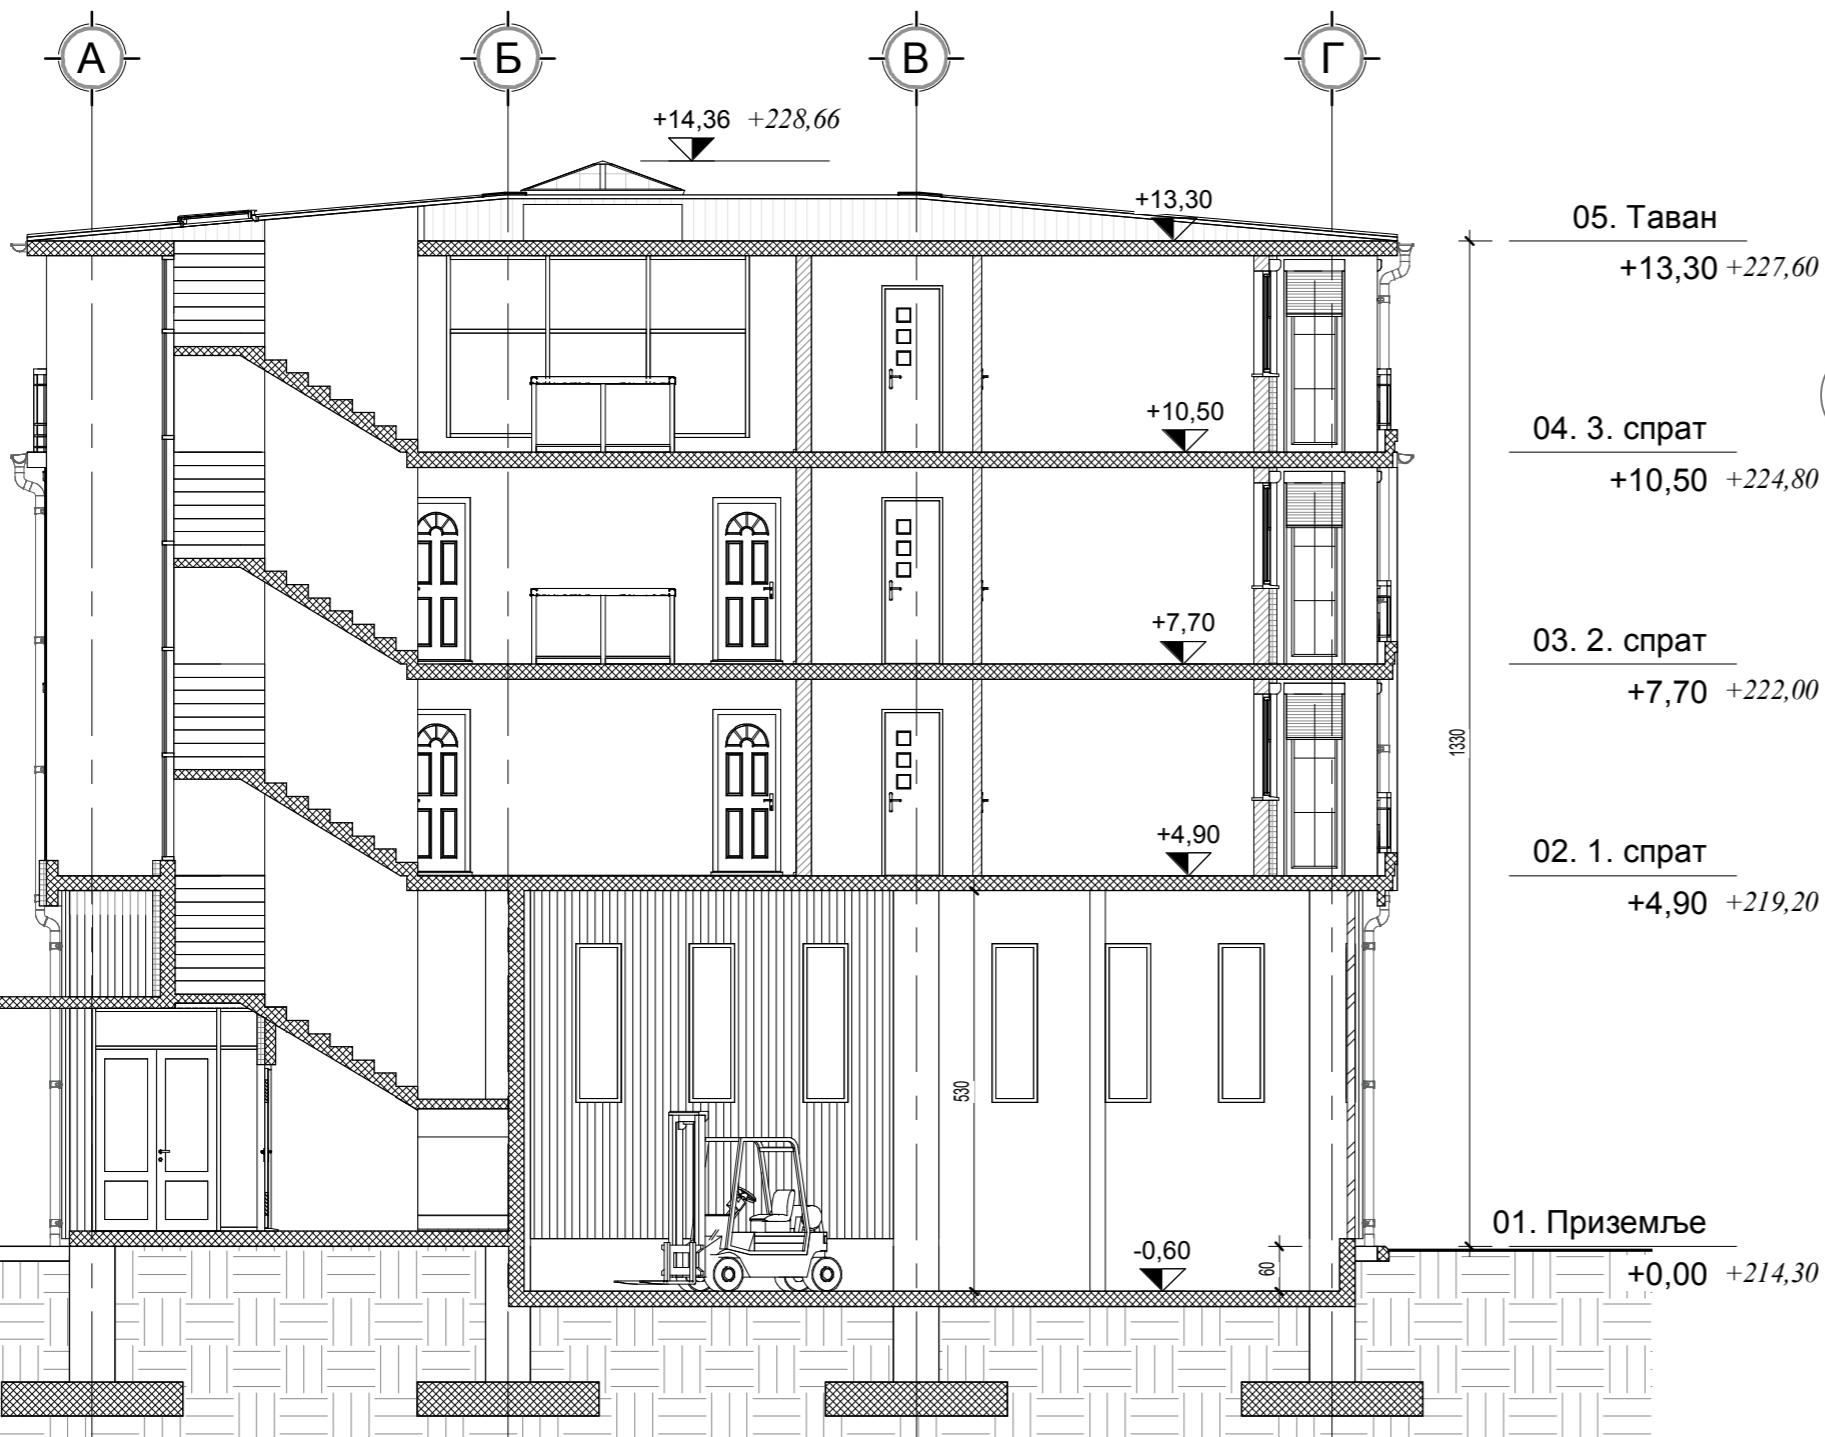 А Б В Г
+14,36 +228,66
+13,30
05. Таван
+13,30 +227,60
+10,50
04. 3. спрат
+10,50 +224,80
+7,70
03. 2. спрат
+7,70 +222,00
1330
+4,90
02. 1. спрат
+4,90 +219,20
530
-0,60
60
01. Приземље
+0,00 +214,30